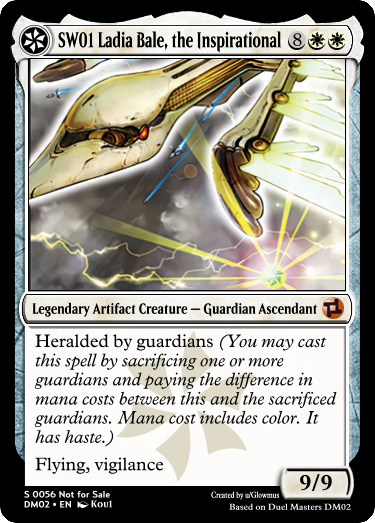 SW01 Ladia Bale, the Inspirational 8
Legendary Artifact Creature — Guardian Ascendant
Heralded by guardians (You may cast
this spell by sacrificing one or more
guardians and paying the difference in
mana costs between this and the sacrificed
guardians. Mana cost includes color. It
has haste.)
Flying, vigilance
9/9
S 0056 Not for Sale
DM02 • EN Koul
Created by u/Glowmus
Based on Duel Masters DM02